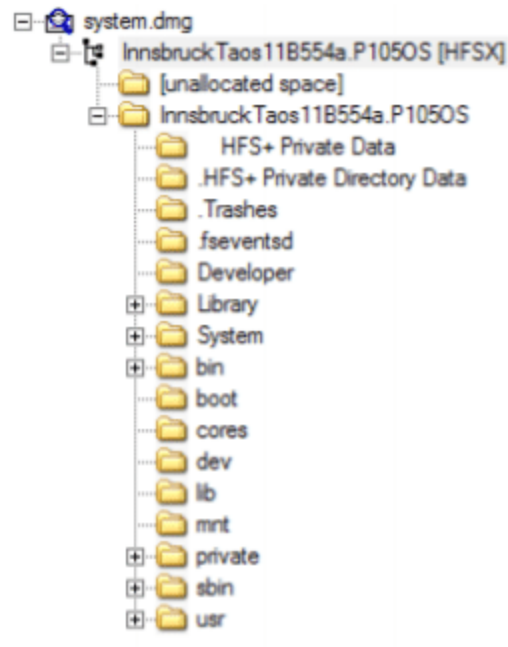 system.dmg
InnsbruckTaos11B554a.P105OS [HFSX]
[unallocated space]
InnsbruckTaos11B554a.P105OS
HFS+ Private Data
.HFS+ Private Directory Data
.Trashes
.fseventsd
Developer
Library
System
bin
boot
cores
dev
lib
mnt
private
sbin
usr